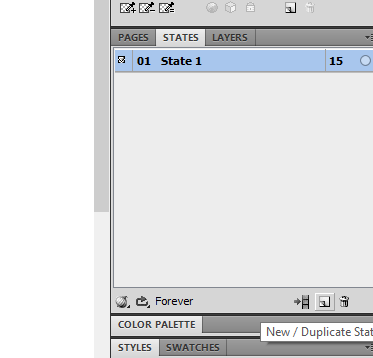 PAGES STATES LAYERS
01 State 1 15
Forever
COLOR PALETTE
New / Duplicate Stat
STYLES SWATCHES